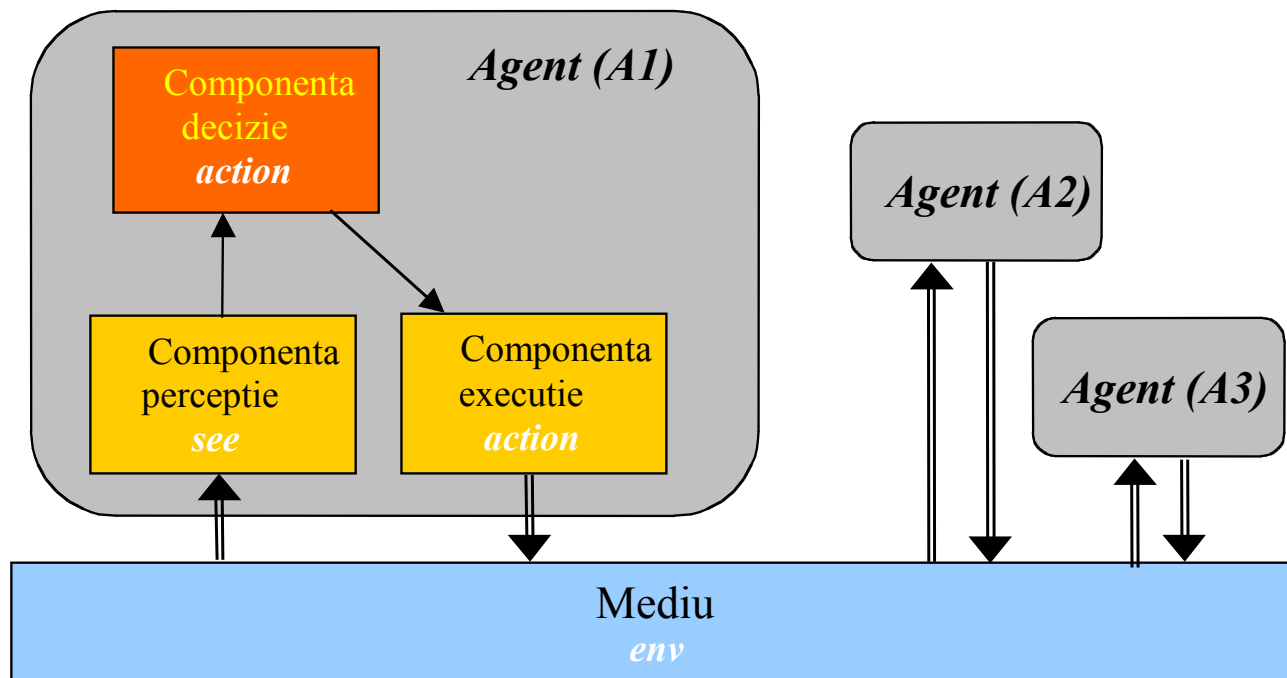 Agent (A1)
Componenta
decizie
action
Componenta
perceptie
see
Componenta
executie
action
Agent (A2)
Agent (A3)
Mediu
env